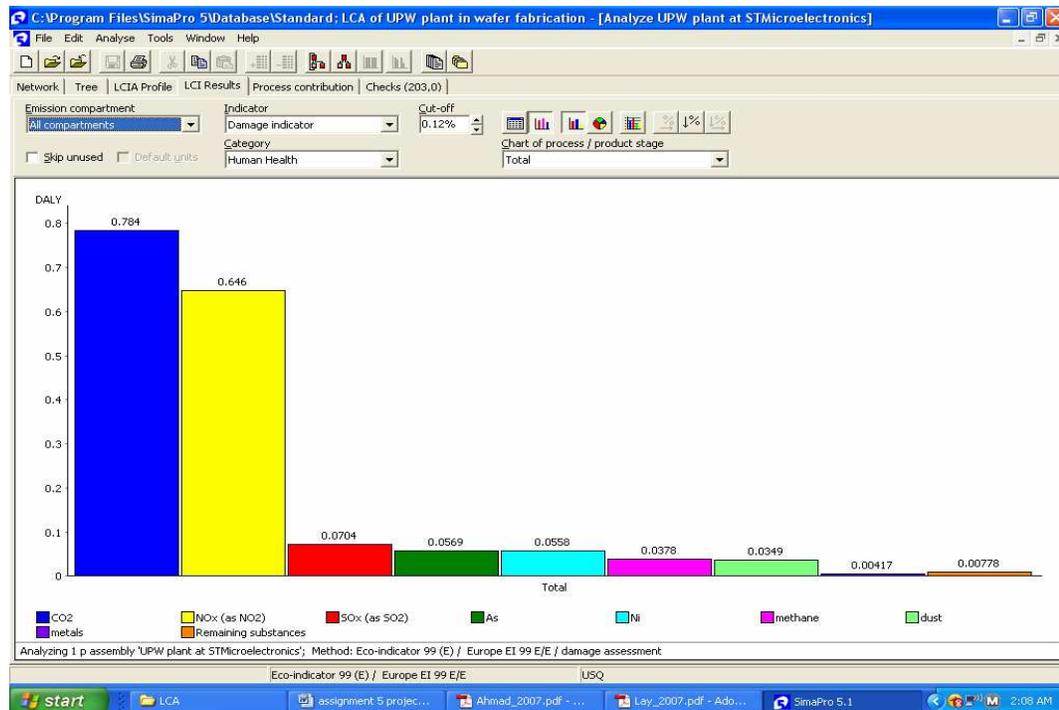 C:\Program Files\SimaPro 5\Database\Standard; LCA of UPW plant in wafer fabrication - [Analyze UPW plant at STMicroelectronics]
File Edit Analyse Tools Window Help
Network Tree LCIA Profile LCI Results Process contribution Checks (203,0)
Emission compartment Indicator Cut-off
All compartments Damage indicator 0.12%
Category Chart of process / product stage
Skip unused Default units Human Health Total
DALY
0.8
0.7
0.6
0.5
0.4
0.3
0.2
0.1
0
0.784
0.646
0.0704
0.0569
0.0558
0.0378
0.0349
0.00417
0.00778
Total
CO2 NOx (as NO2) SOx (as SO2) As Ni methane dust
metals Remaining substances
Analyzing 1 p assembly 'UPW plant at STMicroelectronics'; Method: Eco-indicator 99 (E) / Europe EI 99 E/E / damage assessment
Eco-indicator 99 (E) / Europe EI 99 E/E USQ
start LCA assignment 5 projec... Ahmad_2007.pdf - ... Lay_2007.pdf - Ado... SimaPro 5.1 2:08 AM